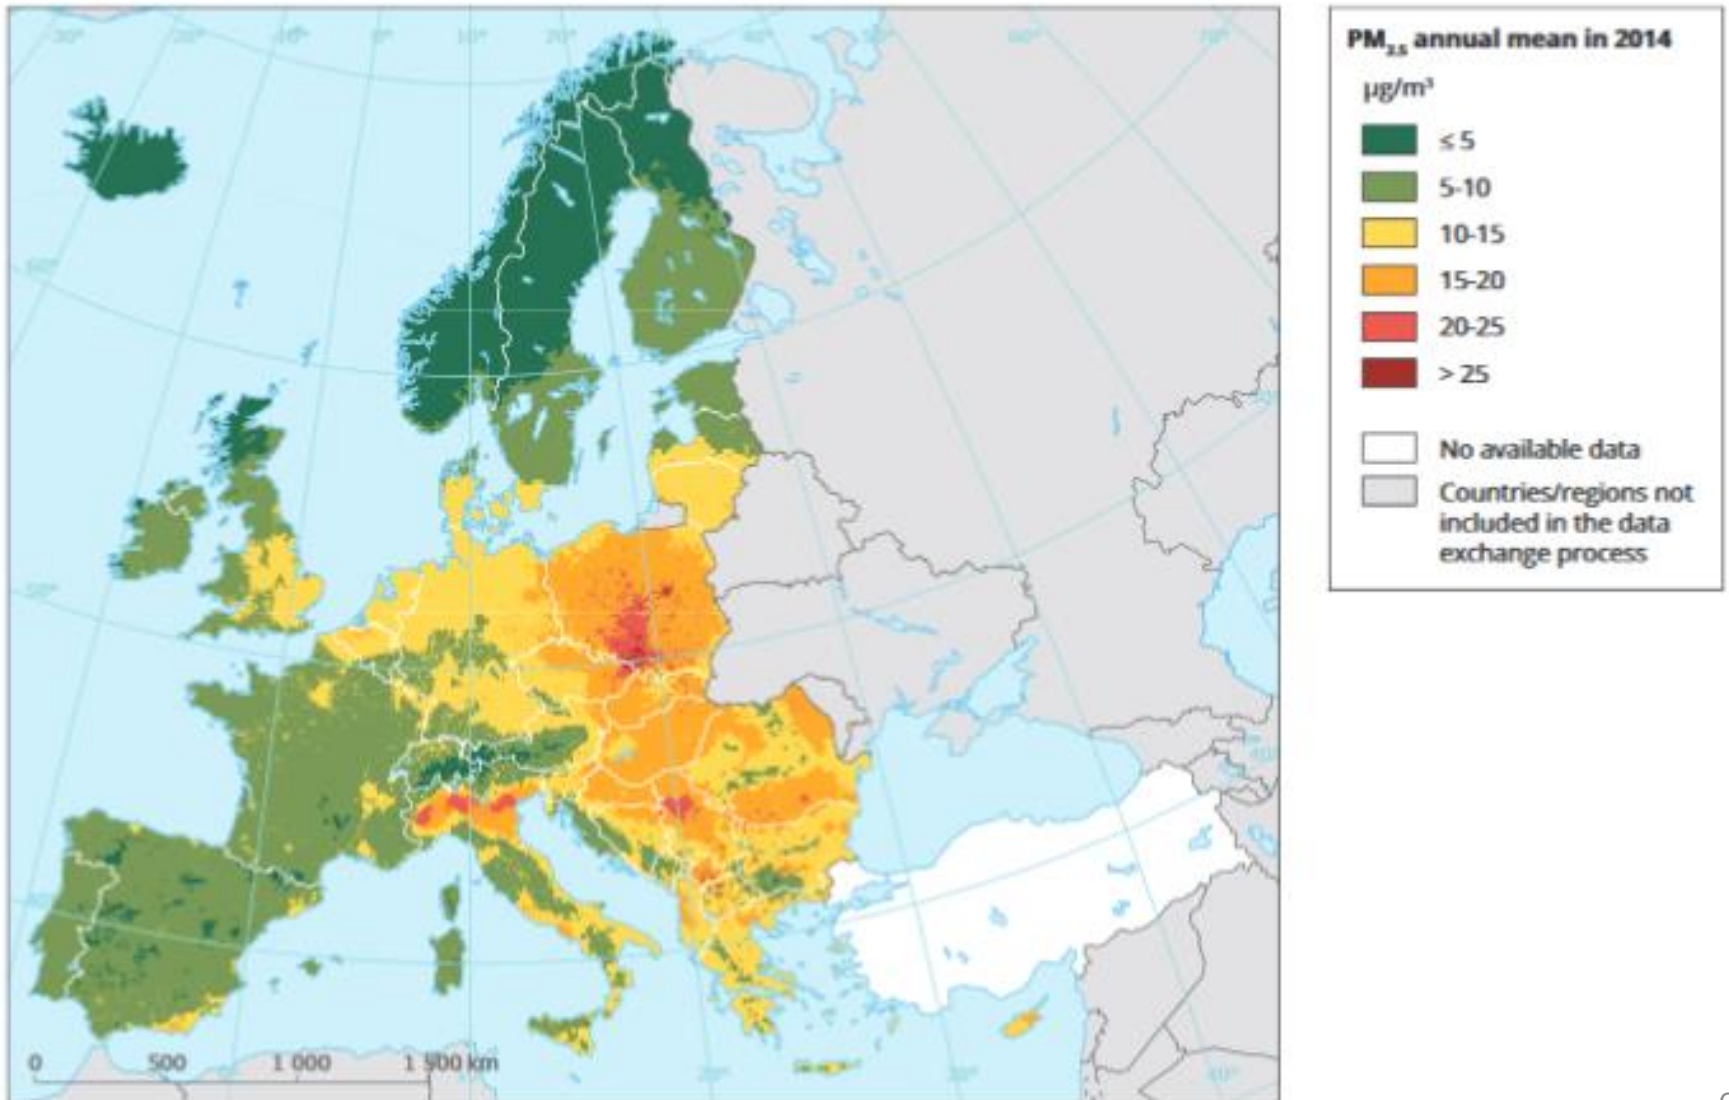 PM2.5 annual mean in 2014
µg/m³
≤ 5
5-10
10-15
15-20
20-25
> 25
No available data
Countries/regions not
included in the data
exchange process
0 500 1 000 1 500 km